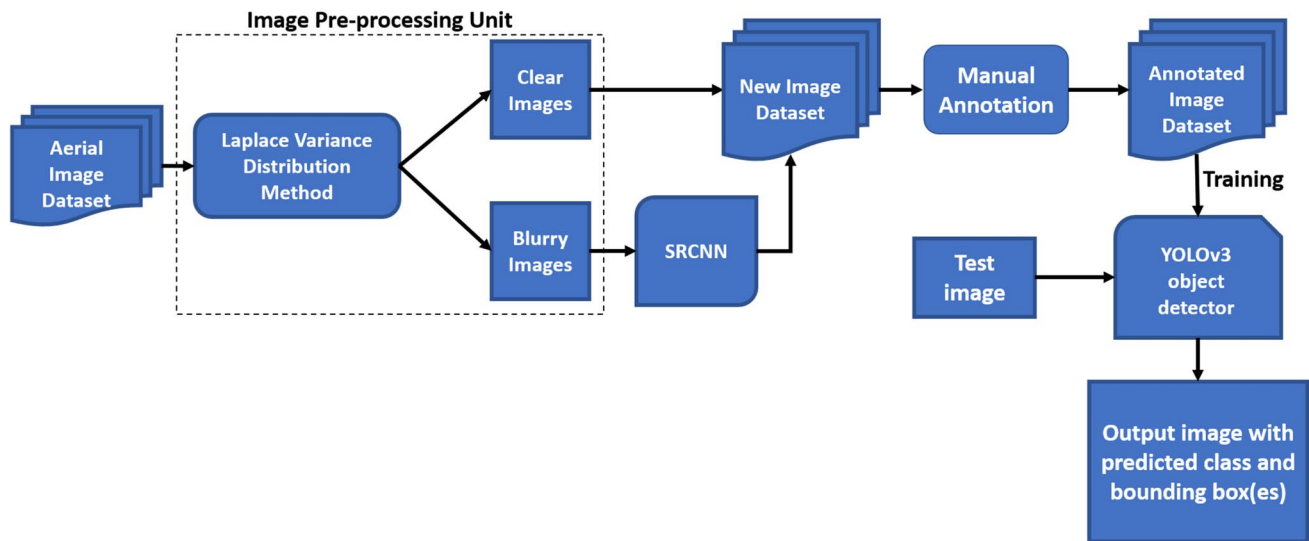 Image Pre-processing Unit
Aerial
Image
Dataset
Laplace Variance
Distribution
Method
Clear
Images
Blurry
Images
SRCNN
New Image
Dataset
Manual
Annotation
Annotated
Image
Dataset
Training
Test
image
YOLOv3
object
detector
Output image with
predicted class and
bounding box(es)